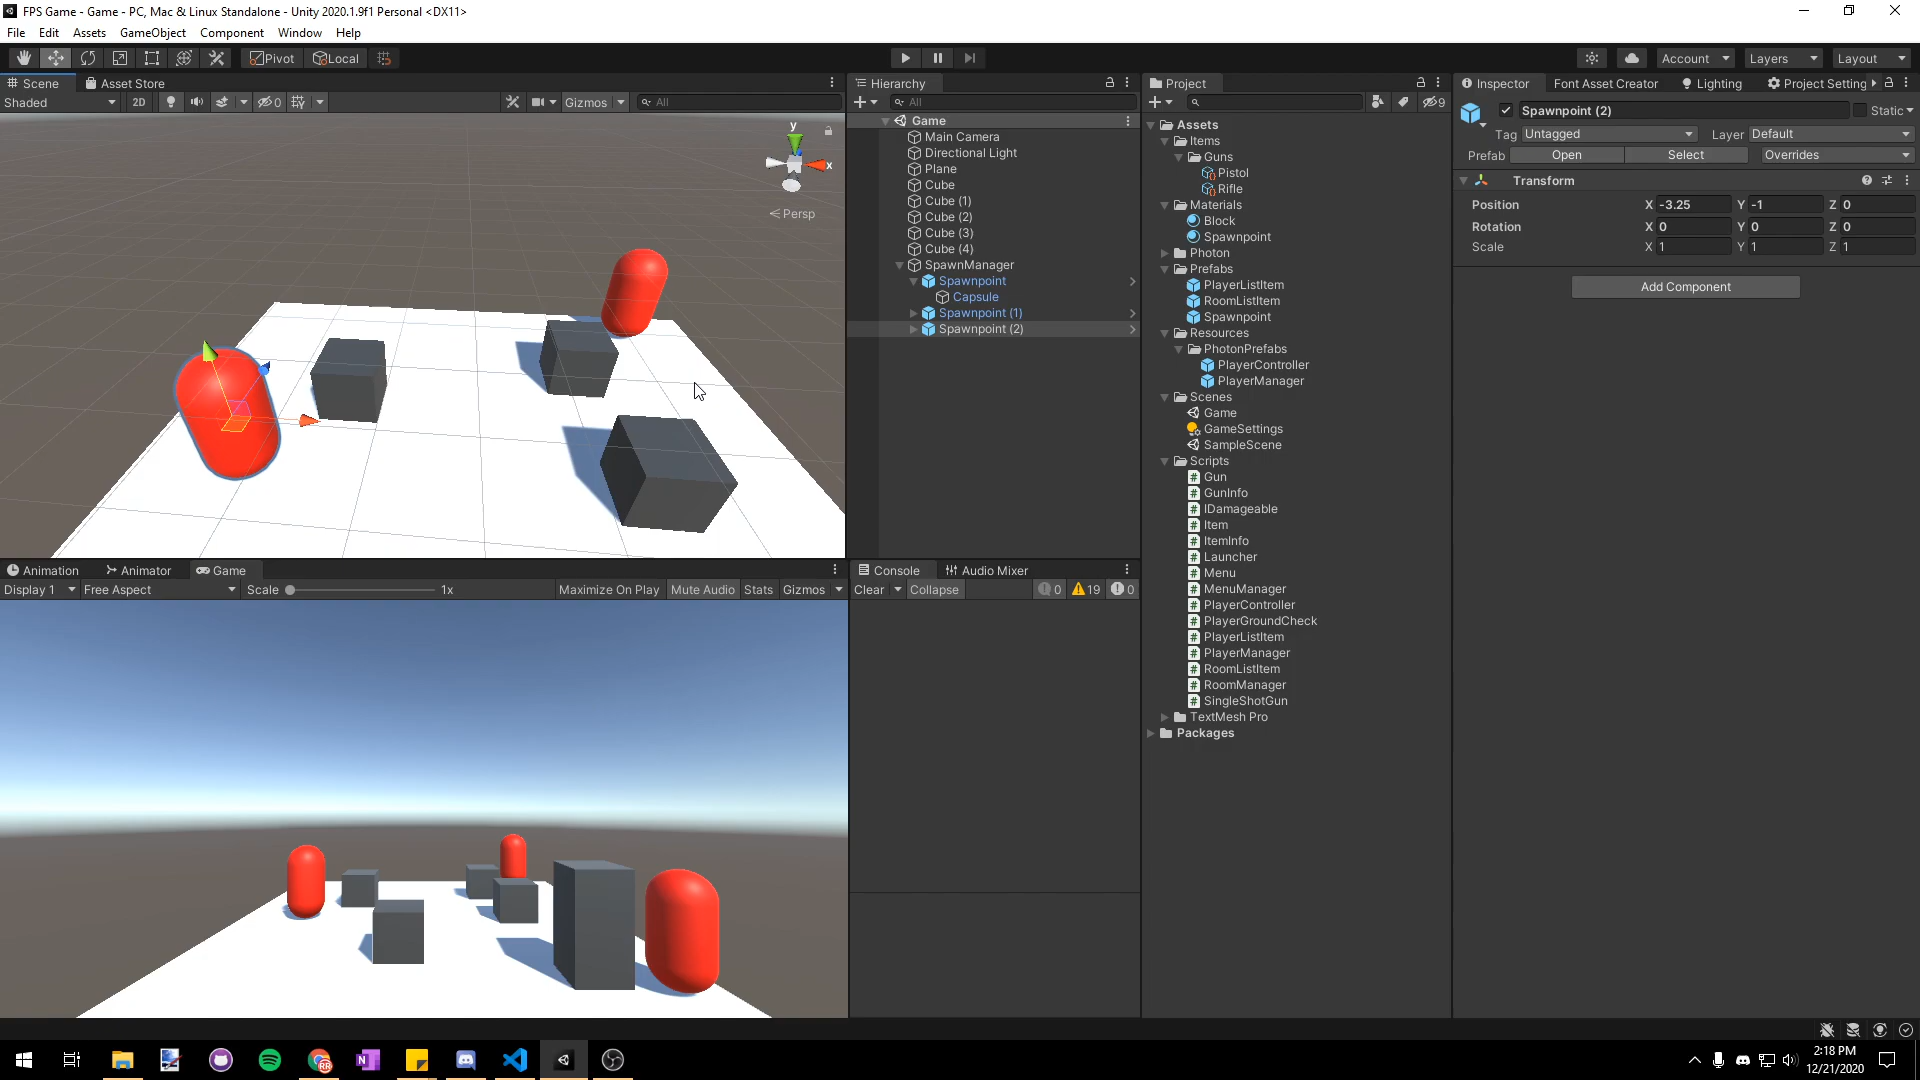 FPS Game - Game - PC, Mac & Linux Standalone - Unity 2020.1.9f1 Personal <DX11>
File Edit Assets GameObject Component Window Help
Pivot Local Account Layers Layout
Scene Asset Store
Shaded 2D 0 Gizmos All
y
x
Persp
Hierarchy
All
Game
Main Camera
Directional Light
Plane
Cube
Cube (1)
Cube (2)
Cube (3)
Cube (4)
SpawnManager
Spawnpoint
Capsule
Spawnpoint (1)
Spawnpoint (2)
Project
9
Assets
Items
Guns
Pistol
Rifle
Materials
Block
Spawnpoint
Photon
Prefabs
PlayerListItem
RoomListItem
Spawnpoint
Resources
PhotonPrefabs
PlayerController
PlayerManager
Scenes
Game
GameSettings
SampleScene
Scripts
Gun
GunInfo
IDamageable
Item
ItemInfo
Launcher
Menu
MenuManager
PlayerController
PlayerGroundCheck
PlayerListItem
PlayerManager
RoomListItem
RoomManager
SingleShotGun
TextMesh Pro
Packages
Inspector Font Asset Creator Lighting Project Setting
Spawnpoint (2) Static
Tag Untagged Layer Default
Prefab Open Select Overrides
Transform
Position X -3.25 Y -1 Z 0
Rotation X 0 Y 0 Z 0
Scale X 1 Y 1 Z 1
Add Component
Animation Animator Game
Display 1 Free Aspect Scale 1x Maximize On Play Mute Audio Stats Gizmos
Console Audio Mixer
Clear Collapse 0 19 0
2:18 PM
12/21/2020